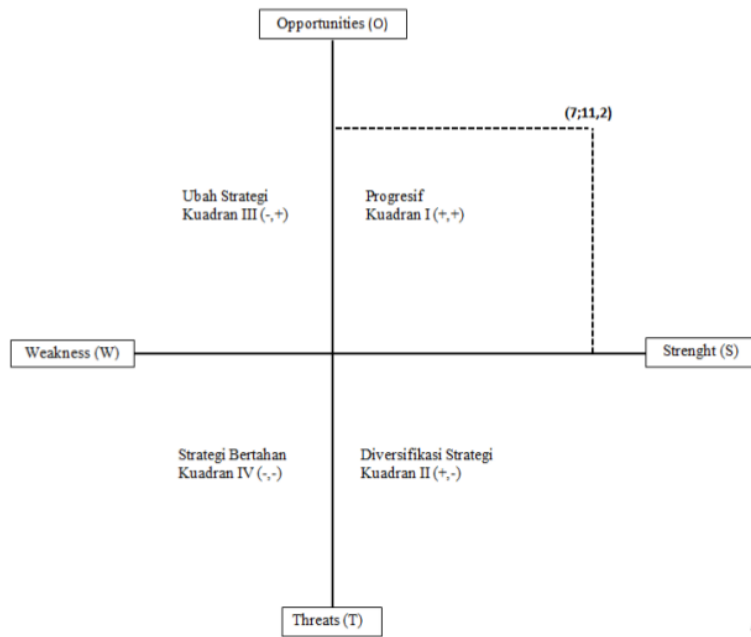 Opportunities (O)
(7;11,2)
Ubah Strategi
Kuadran III (-,+)
Progresif
Kuadran I (+,+)
Weakness (W)
Strenght (S)
Strategi Bertahan
Kuadran IV (-,-)
Diversifikasi Strategi
Kuadran II (+,-)
Threats (T)